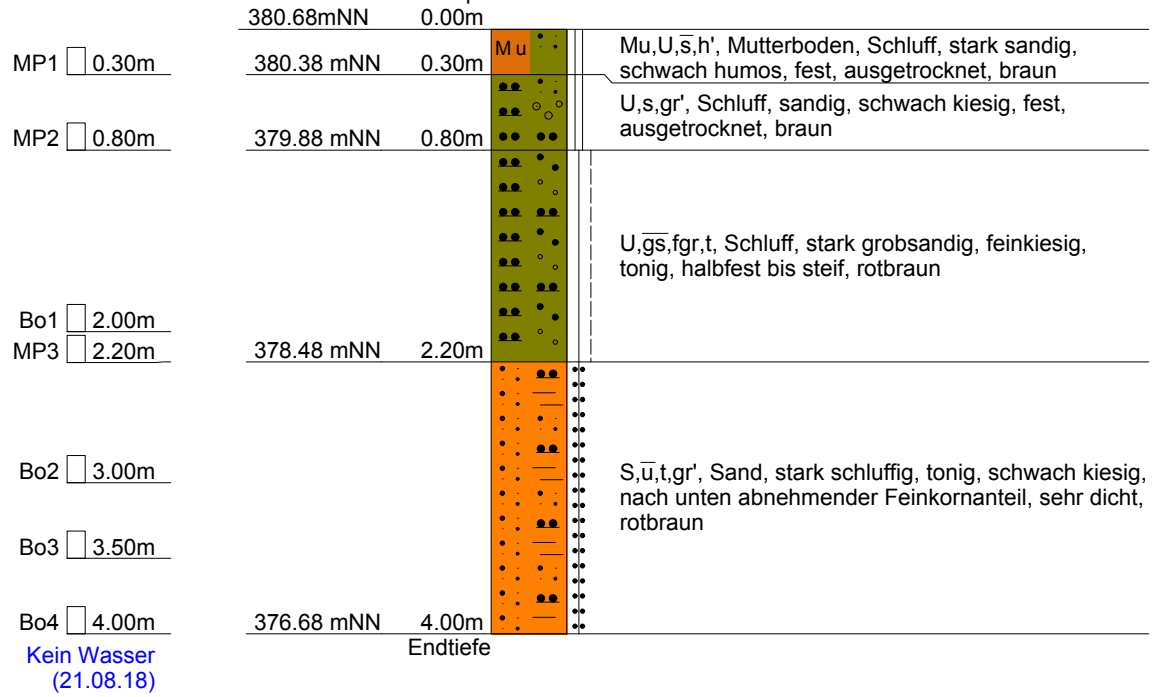 380.68mNN 0.00m
Mu
MP1 0.30m 380.38 mNN 0.30m
Mu,U,s̅,h', Mutterboden, Schluff, stark sandig,
schwach humos, fest, ausgetrocknet, braun
U,s,gr', Schluff, sandig, schwach kiesig, fest,
ausgetrocknet, braun
MP2 0.80m 379.88 mNN 0.80m
U,g̅s̅,fgr,t, Schluff, stark grobsandig, feinkiesig,
tonig, halbfest bis steif, rotbraun
Bo1 2.00m
MP3 2.20m 378.48 mNN 2.20m
Bo2 3.00m
S,u̅,t,gr', Sand, stark schluffig, tonig, schwach kiesig,
nach unten abnehmender Feinkornanteil, sehr dicht,
rotbraun
Bo3 3.50m
Bo4 4.00m 376.68 mNN 4.00m
Endtiefe
Kein Wasser
(21.08.18)